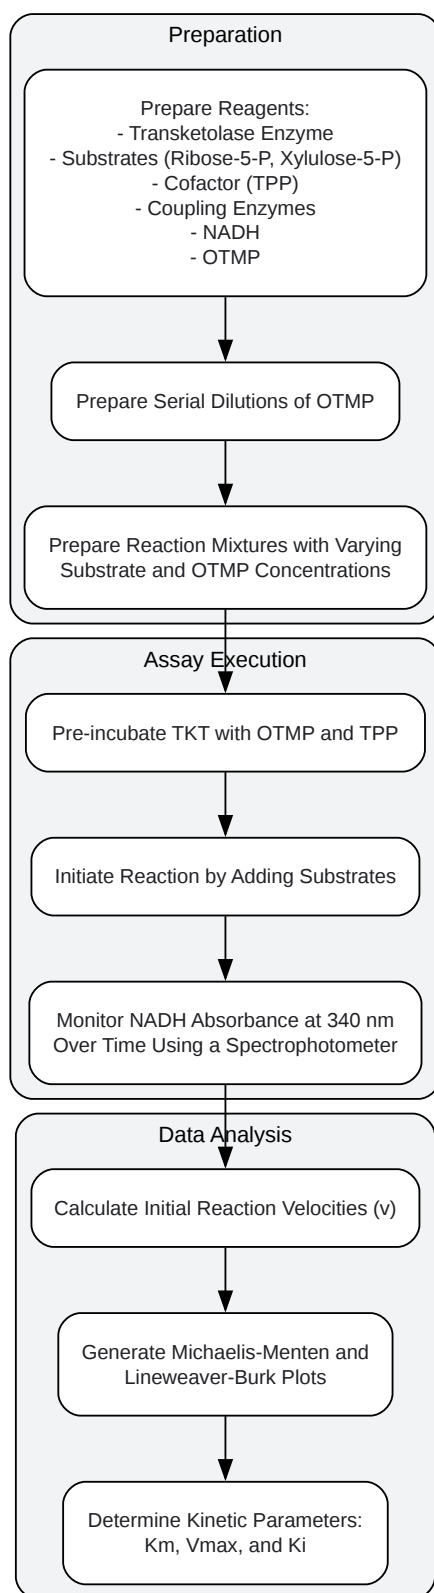 Preparation
Prepare Reagents:
- Transketolase Enzyme
- Substrates (Ribose-5-P, Xylulose-5-P)
- Cofactor (TPP)
- Coupling Enzymes
- NADH
- OTMP
Prepare Serial Dilutions of OTMP
Prepare Reaction Mixtures with Varying
Substrate and OTMP Concentrations
Assay Execution
Pre-incubate TKT with OTMP and TPP
Initiate Reaction by Adding Substrates
Monitor NADH Absorbance at 340 nm
Over Time Using a Spectrophotometer
Data Analysis
Calculate Initial Reaction Velocities (v)
Generate Michaelis-Menten and
Lineweaver-Burk Plots
Determine Kinetic Parameters:
Km, Vmax, and Ki